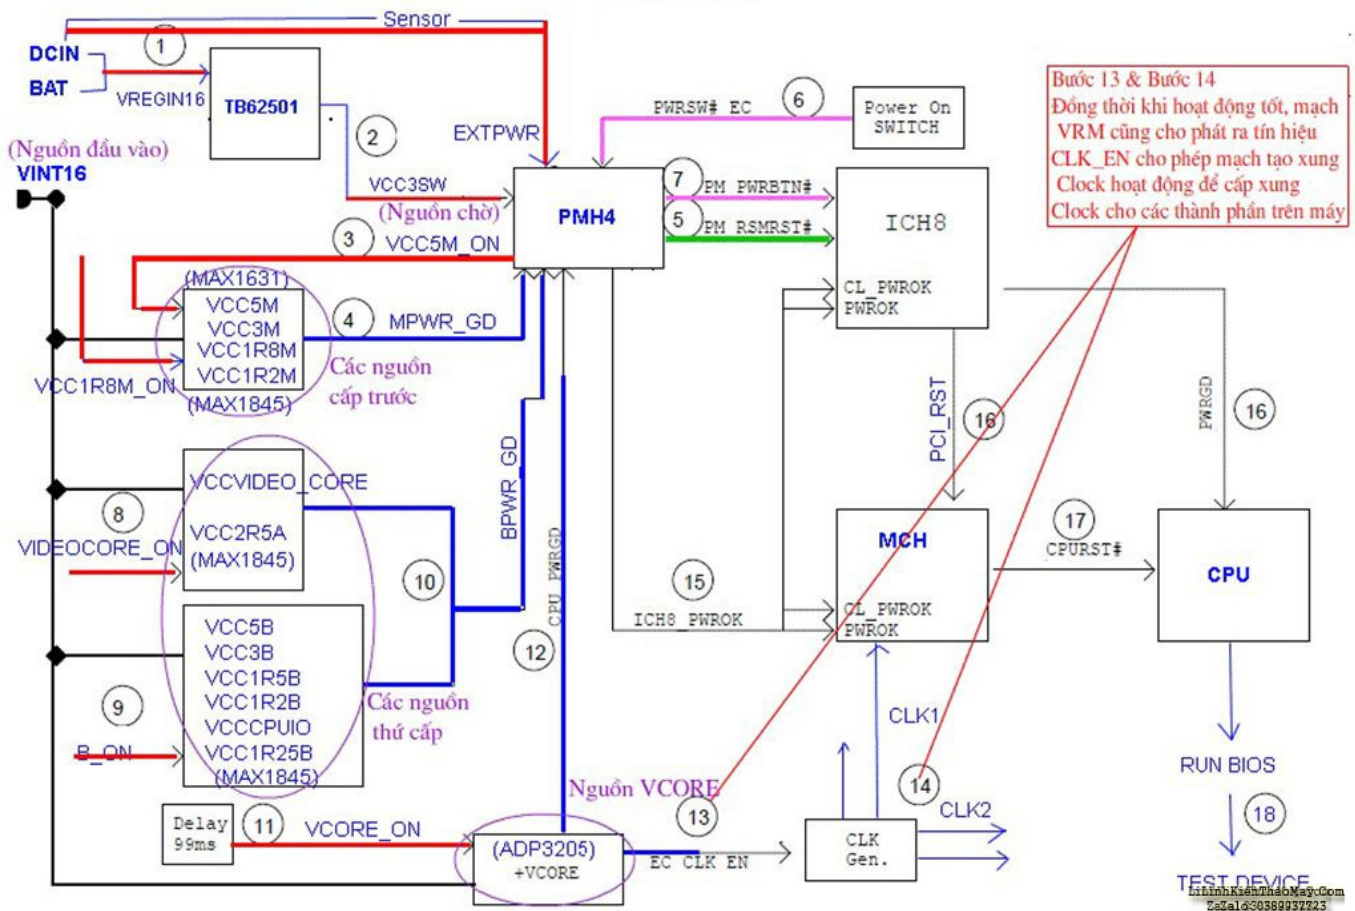 Sensor
1
DCIN
BAT
VREGIN16
TB62501
EXTPWR
2
VCC3SW
(Nguồn chờ)
(Nguồn đầu vào)
VINT16
PWRSW# EC
6
Power On
SWITCH
PMH4
7
PM PWRBTN#
5
PM RSMRST#
ICH8
CL_PWROK
PWROK
Bước 13 & Bước 14
Đồng thời khi hoạt động tốt, mạch
VRM cũng cho phát ra tín hiệu
CLK_EN cho phép mạch tạo xung
Clock hoạt động để cấp xung
Clock cho các thành phần trên máy
3
VCC5M_ON
(MAX1631)
VCC5M
VCC3M
VCC1R8M
VCC1R2M
(MAX1845)
VCC1R8M_ON
4
MPWR_GD
Các nguồn
cấp trước
PCI_RST
16
PWRGD
16
VCCVIDEO_CORE
VCC2R5A
(MAX1845)
8
VIDEOCORE_ON
BPWR_GD
CPU PWRGD
10
12
15
ICH8_PWROK
MCH
CL_PWROK
PWROK
17
CPURST#
CPU
VCC5B
VCC3B
VCC1R5B
VCC1R2B
VCCCPUIO
VCC1R25B
(MAX1845)
9
B_ON
Các nguồn
thứ cấp
Nguồn VCORE
13
14
CLK1
CLK2
Delay
99ms
11
VCORE_ON
(ADP3205)
+VCORE
EC CLK EN
CLK
Gen.
RUN BIOS
18
TEST DEVICE
LiLinhKienThaoMay.Com
ZaZalo:0389937723